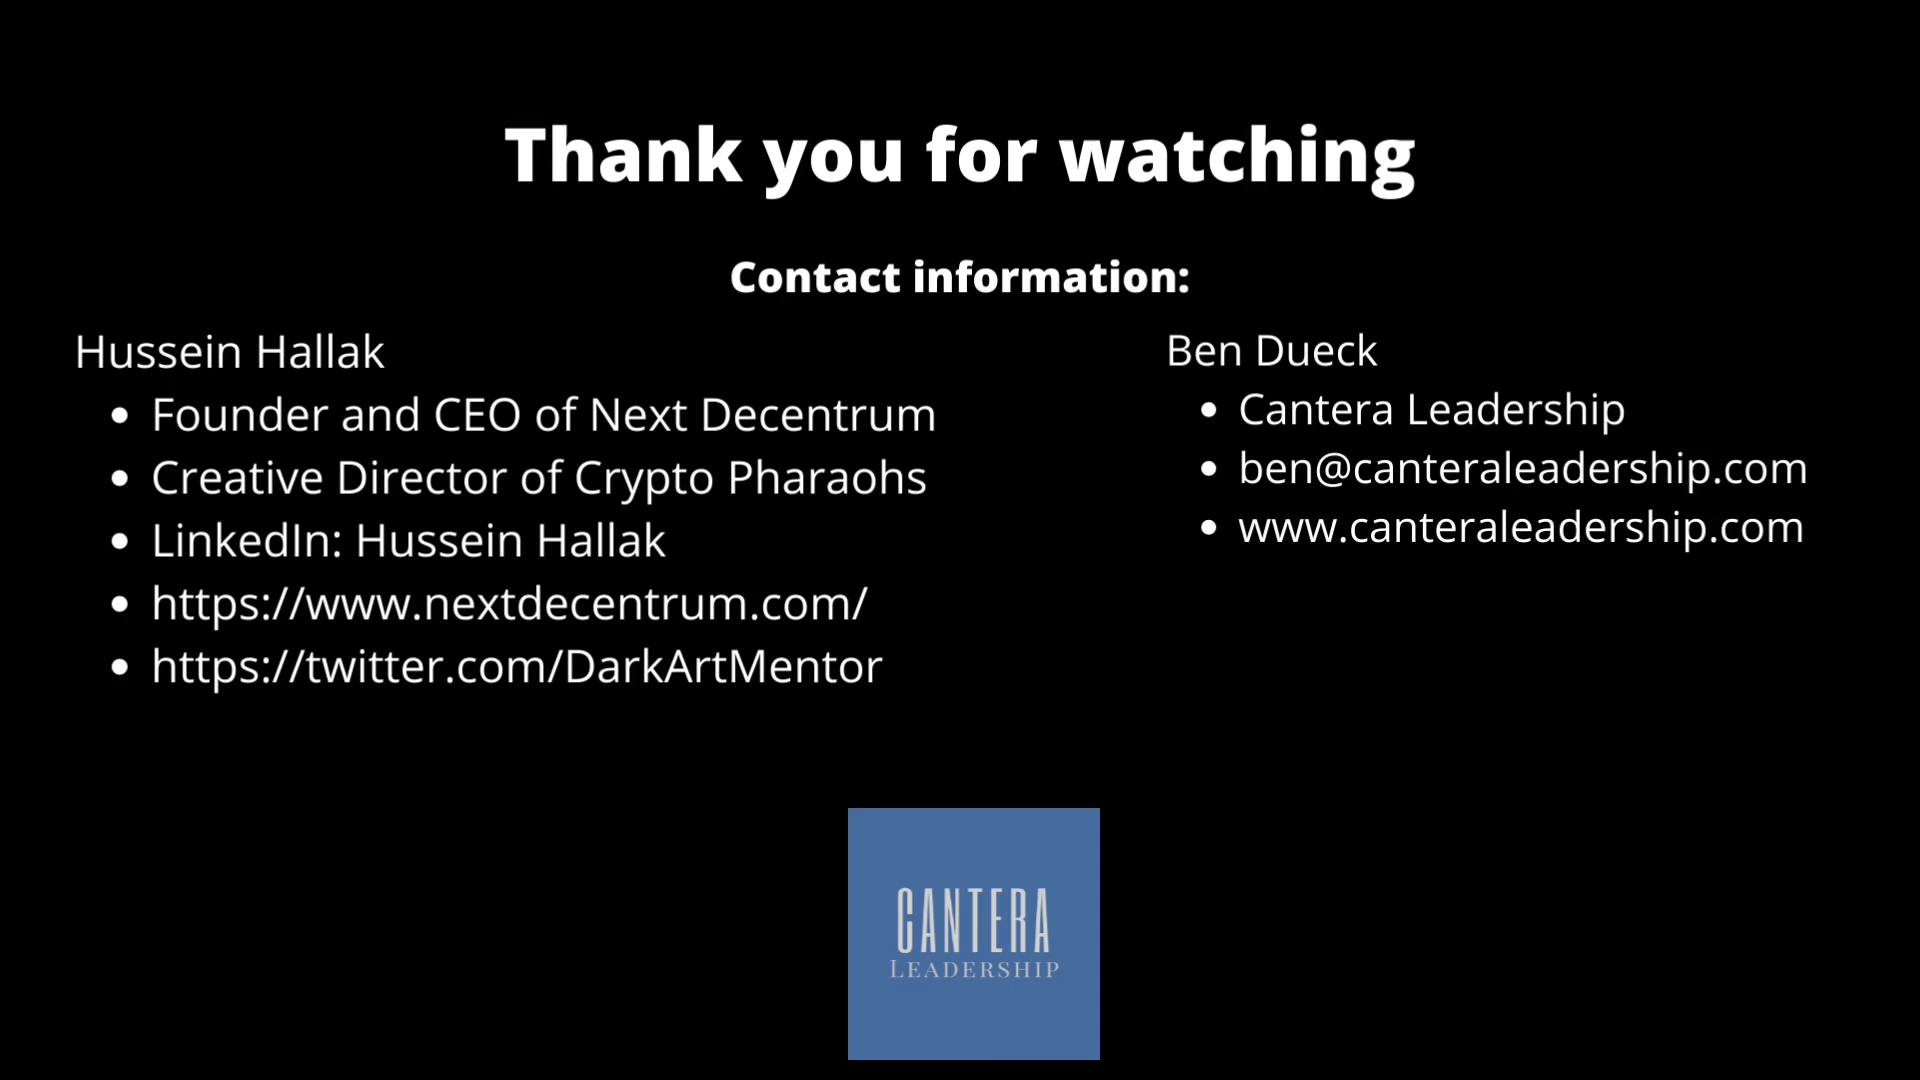 Thank you for watching
Contact information:
Hussein Hallak
• Founder and CEO of Next Decentrum
• Creative Director of Crypto Pharaohs
• LinkedIn: Hussein Hallak
• https://www.nextdecentrum.com/
• https://twitter.com/DarkArtMentor
Ben Dueck
• Cantera Leadership
• ben@canteraleadership.com
• www.canteraleadership.com
CANTERA
LEADERSHIP